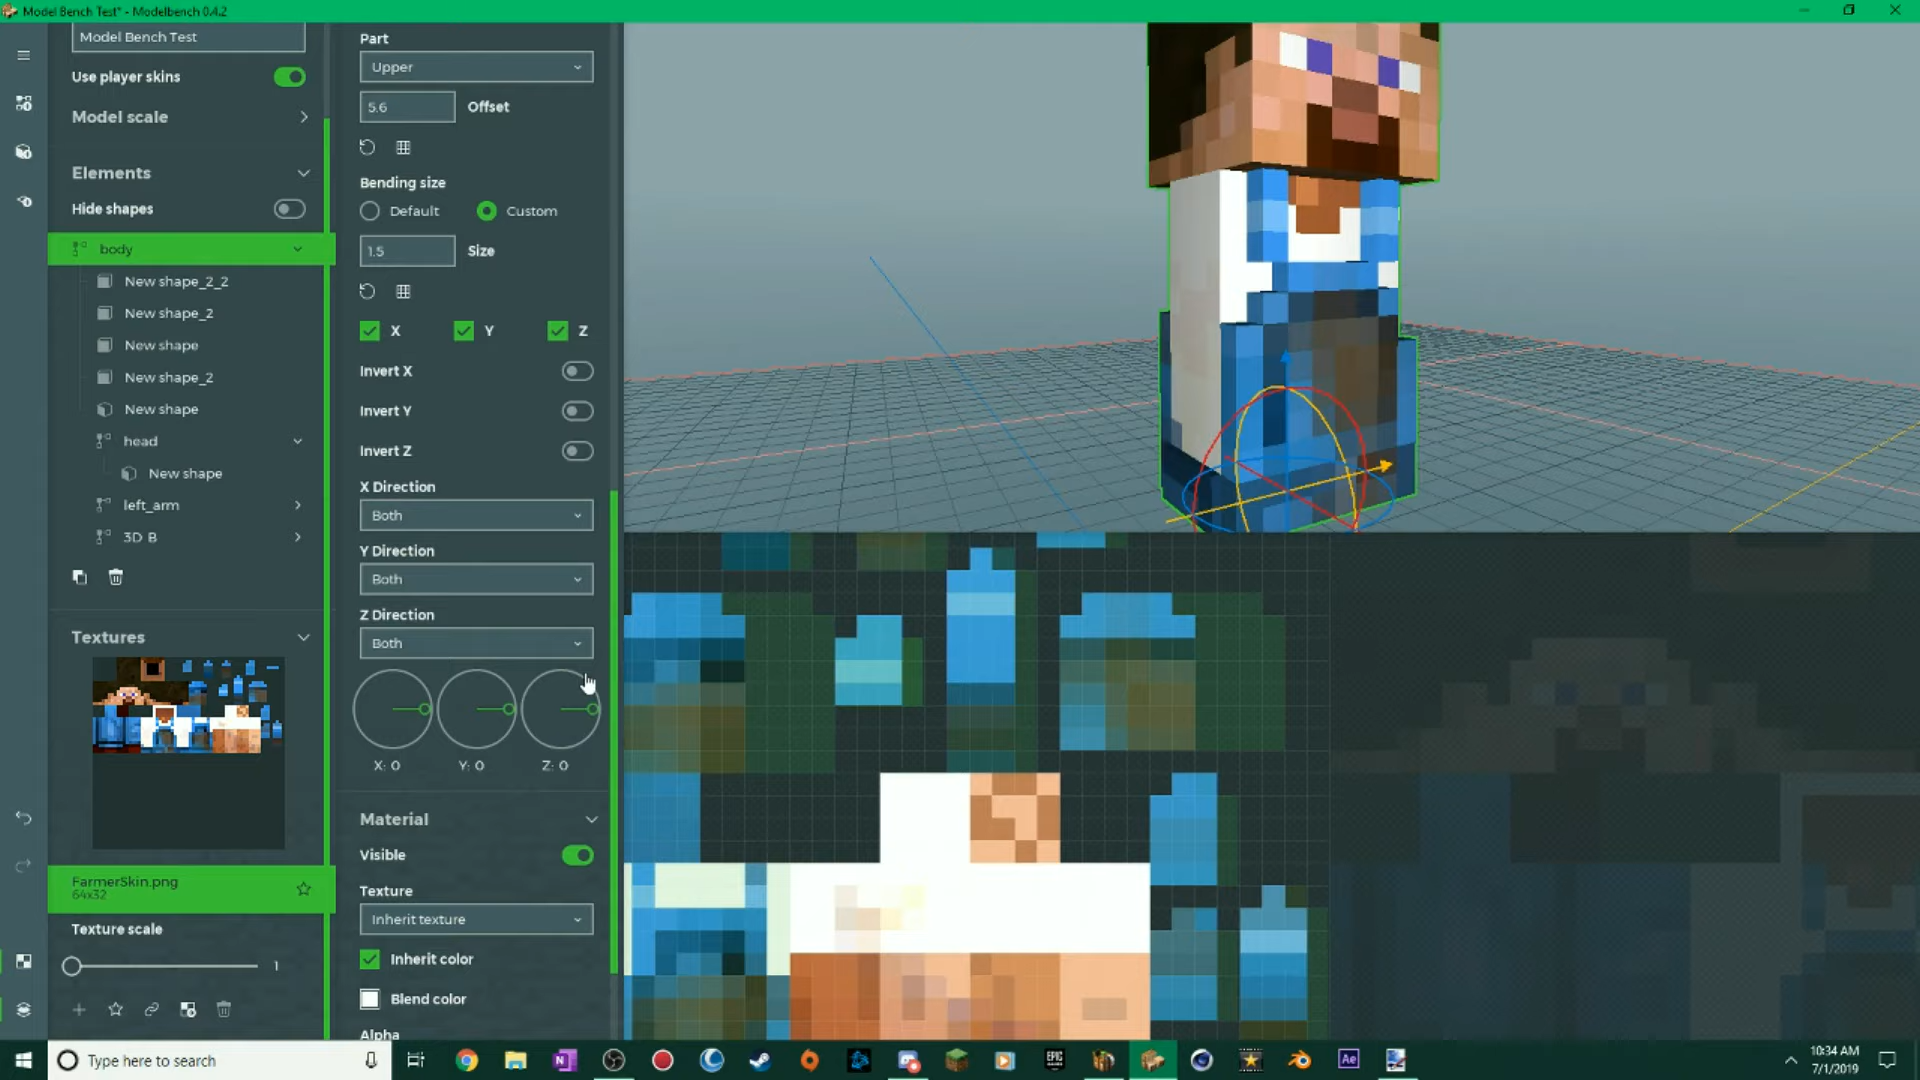 Model Bench Test* - Modelbench 0.4.2
Model Bench Test
Use player skins
Model scale
Elements
Hide shapes
body
New shape_2_2
New shape_2
New shape
New shape_2
New shape
head
New shape
left_arm
3D B
Textures
FarmerSkin.png
64x32
Texture scale
1
Part
Upper
5.6 Offset
Bending size
Default Custom
1.5 Size
X Y Z
Invert X
Invert Y
Invert Z
X Direction
Both
Y Direction
Both
Z Direction
Both
X: 0 Y: 0 Z: 0
Material
Visible
Texture
Inherit texture
Inherit color
Blend color
Alpha
Type here to search
EPIC GAMES
Ae
10:34 AM
7/1/2019